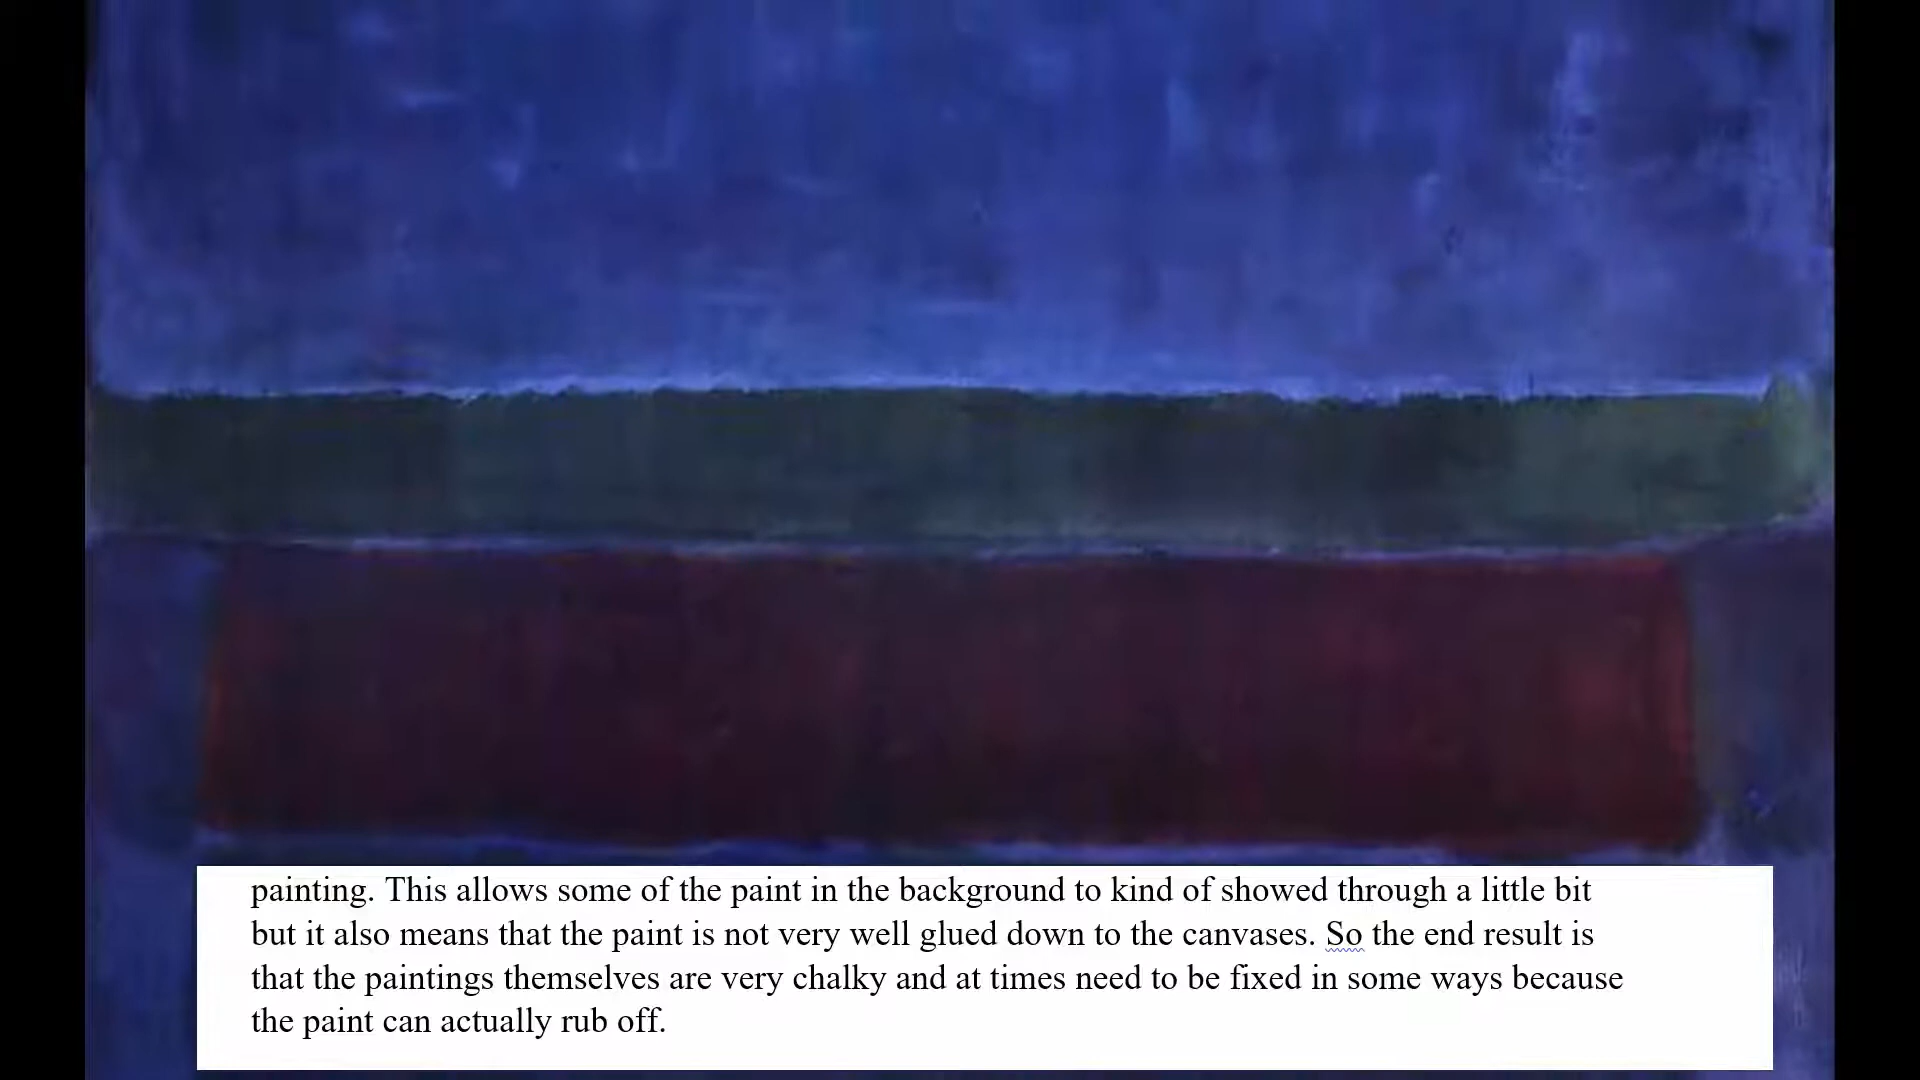 painting. This allows some of the paint in the background to kind of showed through a little bit
but it also means that the paint is not very well glued down to the canvases. So the end result is
that the paintings themselves are very chalky and at times need to be fixed in some ways because
the paint can actually rub off.